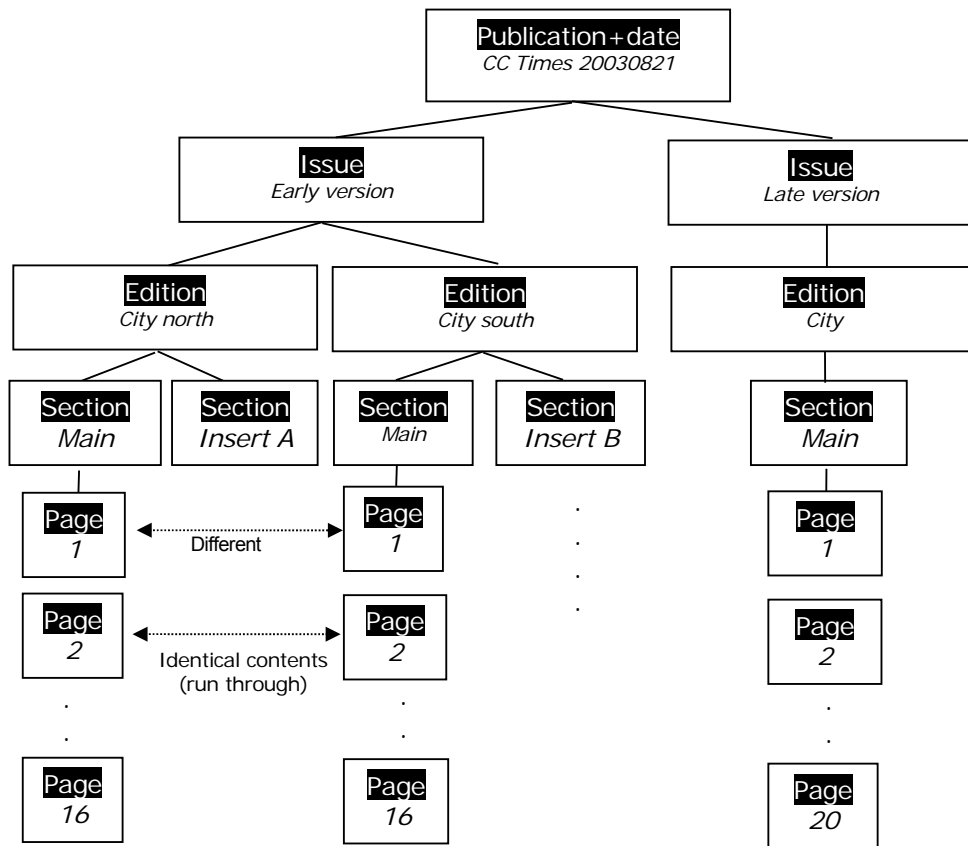 Publication+date
CC Times 20030821
Issue
Early version
Issue
Late version
Edition
City north
Edition
City south
Edition
City
Section
Main
Section
Insert A
Section
Main
Section
Insert B
Section
Main
Page
1
Different
Page
1
Page
1
Page
2
Identical contents
(run through)
Page
2
Page
2
Page
16
Page
16
Page
20